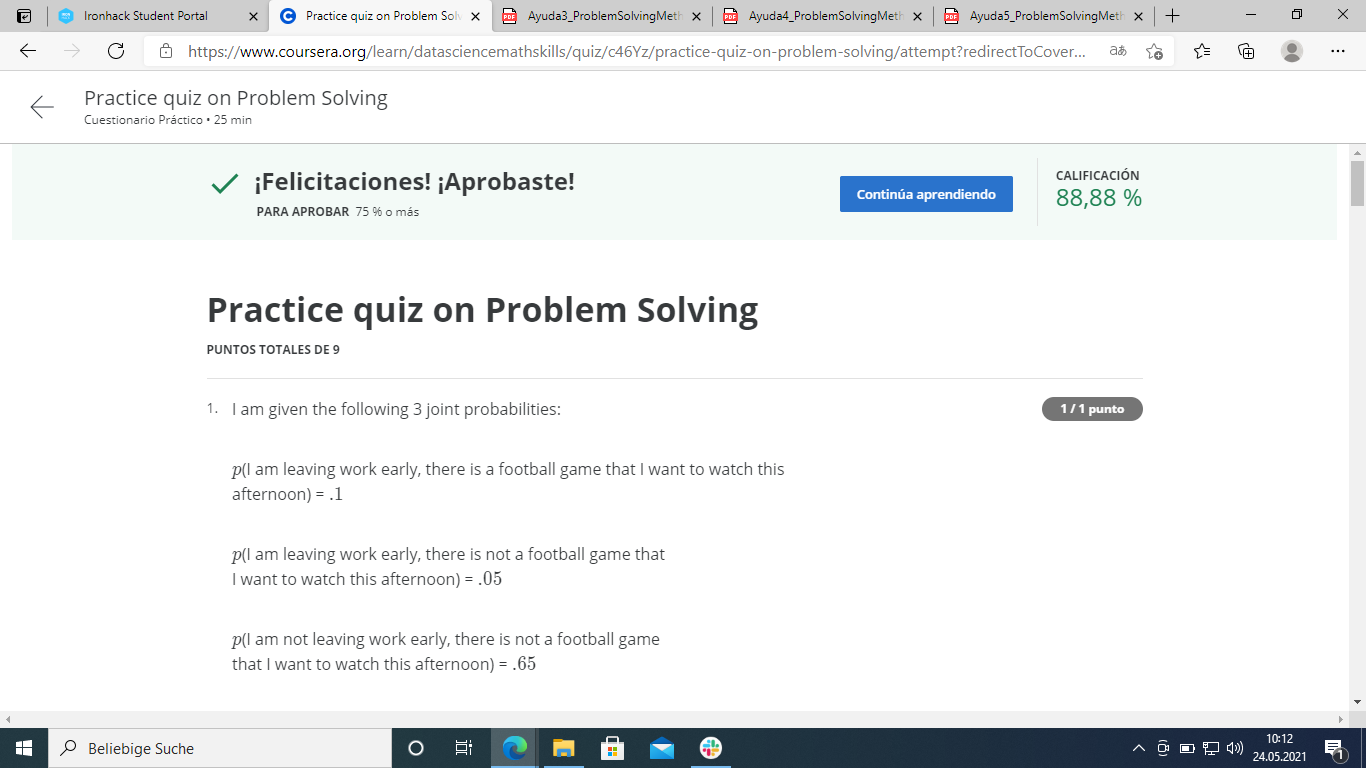 Ironhack Student Portal
Practice quiz on Problem Solv
Ayuda3_ProblemSolvingMeth
Ayuda4_ProblemSolvingMeth
Ayuda5_ProblemSolvingMeth
https://www.coursera.org/learn/datasciencemathskills/quiz/c46Yz/practice-quiz-on-problem-solving/attempt?redirectToCover...
Practice quiz on Problem Solving
Cuestionario Práctico • 25 min
¡Felicitaciones! ¡Aprobaste!
PARA APROBAR 75 % o más
Continúa aprendiendo
CALIFICACIÓN
88,88 %
Practice quiz on Problem Solving
PUNTOS TOTALES DE 9
1. I am given the following 3 joint probabilities:
1 / 1 punto
p(I am leaving work early, there is a football game that I want to watch this
afternoon) = .1
p(I am leaving work early, there is not a football game that
I want to watch this afternoon) = .05
p(I am not leaving work early, there is not a football game
that I want to watch this afternoon) = .65
Beliebige Suche
10:12
24.05.2021
1